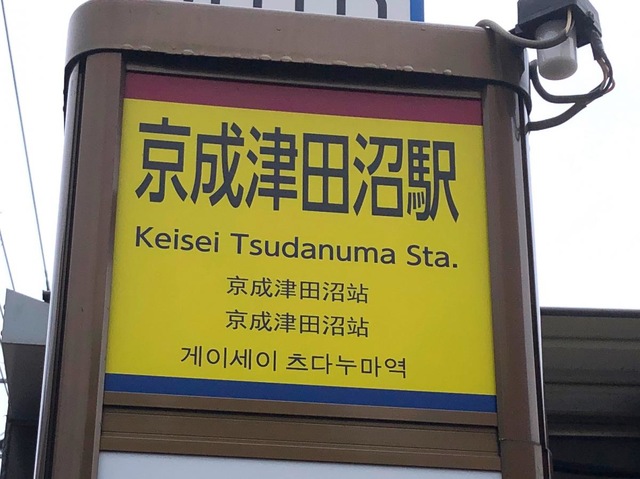 京成津田沼駅
Keisei Tsudanuma Sta.
京成津田沼站
京成津田沼站
게이세이 츠다누마역